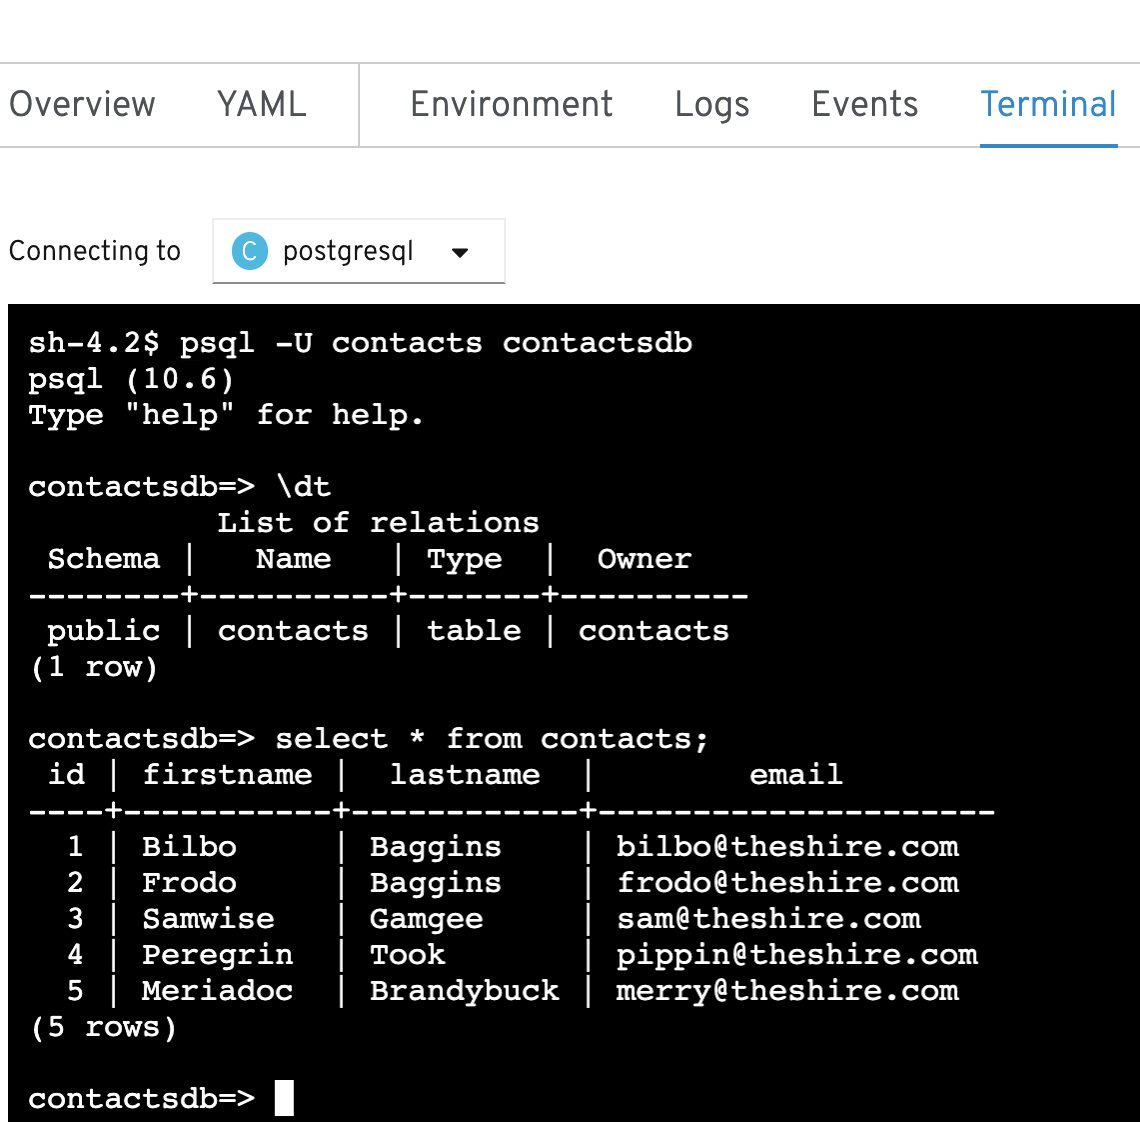 Overview YAML Environment Logs Events Terminal
Connecting to C postgresql
sh-4.2$ psql -U contacts contactsdb
psql (10.6)
Type "help" for help.
contactsdb=> \dt
          List of relations
 Schema |   Name   | Type  |  Owner
--------+----------+-------+----------
 public | contacts | table | contacts
(1 row)
contactsdb=> select * from contacts;
 id | firstname |  lastname  |        email
----+-----------+------------+---------------------
  1 | Bilbo     | Baggins    | bilbo@theshire.com
  2 | Frodo     | Baggins    | frodo@theshire.com
  3 | Samwise   | Gamgee     | sam@theshire.com
  4 | Peregrin  | Took       | pippin@theshire.com
  5 | Meriadoc  | Brandybuck | merry@theshire.com
(5 rows)
contactsdb=>